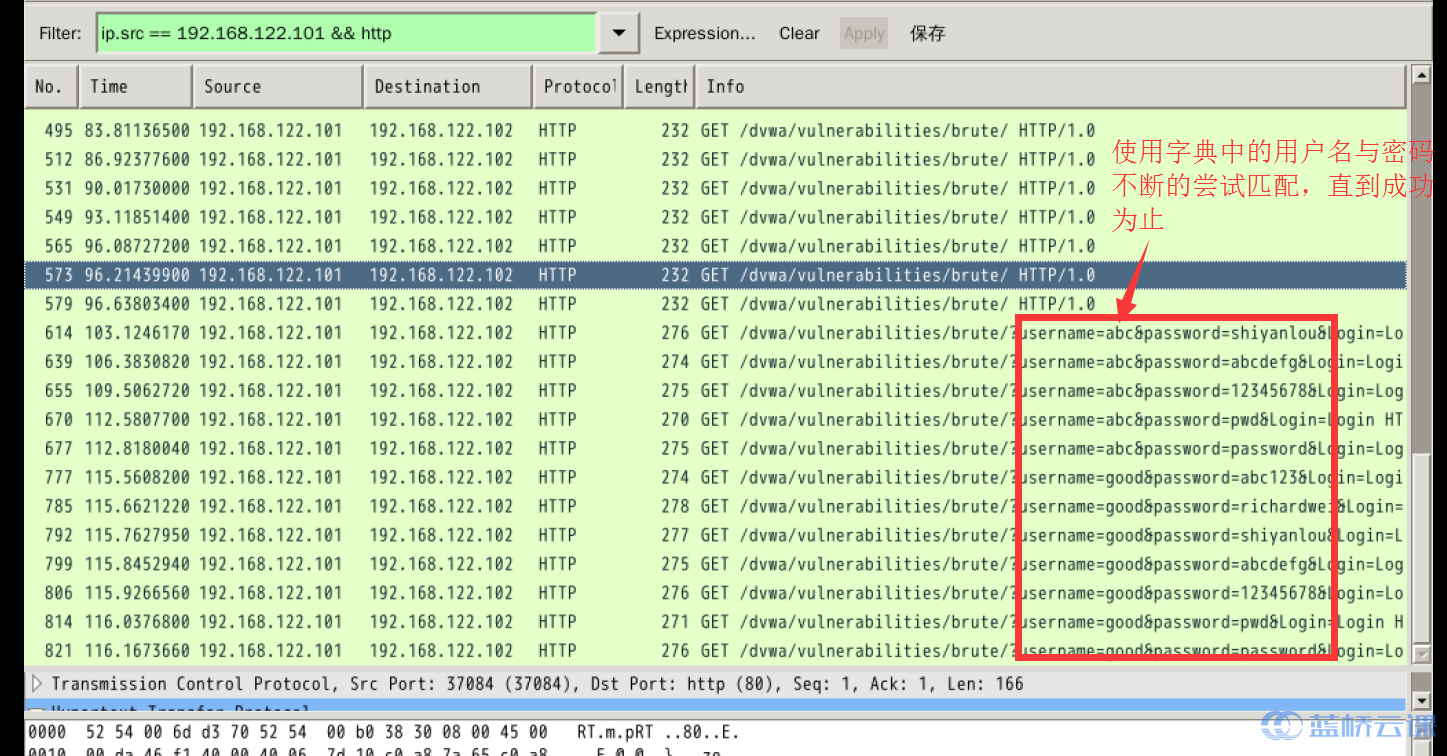 Filter: ip.src == 192.168.122.101 && http Expression... Clear Apply 保存
No. Time Source Destination Protocol Lengt Info
495 83.81136500 192.168.122.101 192.168.122.102 HTTP 232 GET /dvwa/vulnerabilities/brute/ HTTP/1.0
512 86.92377600 192.168.122.101 192.168.122.102 HTTP 232 GET /dvwa/vulnerabilities/brute/ HTTP/1.0
531 90.01730000 192.168.122.101 192.168.122.102 HTTP 232 GET /dvwa/vulnerabilities/brute/ HTTP/1.0
549 93.11851400 192.168.122.101 192.168.122.102 HTTP 232 GET /dvwa/vulnerabilities/brute/ HTTP/1.0
565 96.08727200 192.168.122.101 192.168.122.102 HTTP 232 GET /dvwa/vulnerabilities/brute/ HTTP/1.0
573 96.21439900 192.168.122.101 192.168.122.102 HTTP 232 GET /dvwa/vulnerabilities/brute/ HTTP/1.0
579 96.63803400 192.168.122.101 192.168.122.102 HTTP 232 GET /dvwa/vulnerabilities/brute/ HTTP/1.0
使用字典中的用户名与密码
不断的尝试匹配，直到成功
为止
614 103.1246170 192.168.122.101 192.168.122.102 HTTP 276 GET /dvwa/vulnerabilities/brute/?username=abc&password=shiyanlou&Login=Lo
639 106.3830820 192.168.122.101 192.168.122.102 HTTP 274 GET /dvwa/vulnerabilities/brute/?username=abc&password=abcdefg&Login=Logi
655 109.5062720 192.168.122.101 192.168.122.102 HTTP 275 GET /dvwa/vulnerabilities/brute/?username=abc&password=12345678&Login=Log
670 112.5807700 192.168.122.101 192.168.122.102 HTTP 270 GET /dvwa/vulnerabilities/brute/?username=abc&password=pwd&Login=Login HT
677 112.8180040 192.168.122.101 192.168.122.102 HTTP 275 GET /dvwa/vulnerabilities/brute/?username=abc&password=password&Login=Log
777 115.5608200 192.168.122.101 192.168.122.102 HTTP 274 GET /dvwa/vulnerabilities/brute/?username=good&password=abc123&Login=Logi
785 115.6621220 192.168.122.101 192.168.122.102 HTTP 278 GET /dvwa/vulnerabilities/brute/?username=good&password=richardwei&Login=
792 115.7627950 192.168.122.101 192.168.122.102 HTTP 277 GET /dvwa/vulnerabilities/brute/?username=good&password=shiyanlou&Login=L
799 115.8452940 192.168.122.101 192.168.122.102 HTTP 275 GET /dvwa/vulnerabilities/brute/?username=good&password=abcdefg&Login=Log
806 115.9266560 192.168.122.101 192.168.122.102 HTTP 276 GET /dvwa/vulnerabilities/brute/?username=good&password=12345678&Login=Lo
814 116.0376800 192.168.122.101 192.168.122.102 HTTP 271 GET /dvwa/vulnerabilities/brute/?username=good&password=pwd&Login=Login H
821 116.1673660 192.168.122.101 192.168.122.102 HTTP 276 GET /dvwa/vulnerabilities/brute/?username=good&password=password&Login=Lo
Transmission Control Protocol, Src Port: 37084 (37084), Dst Port: http (80), Seq: 1, Ack: 1, Len: 166
Hypertext Transfer Protocol
0000 52 54 00 6d d3 70 52 54 00 b0 38 30 08 00 45 00 RT.m.pRT ..80..E.
蓝桥云课